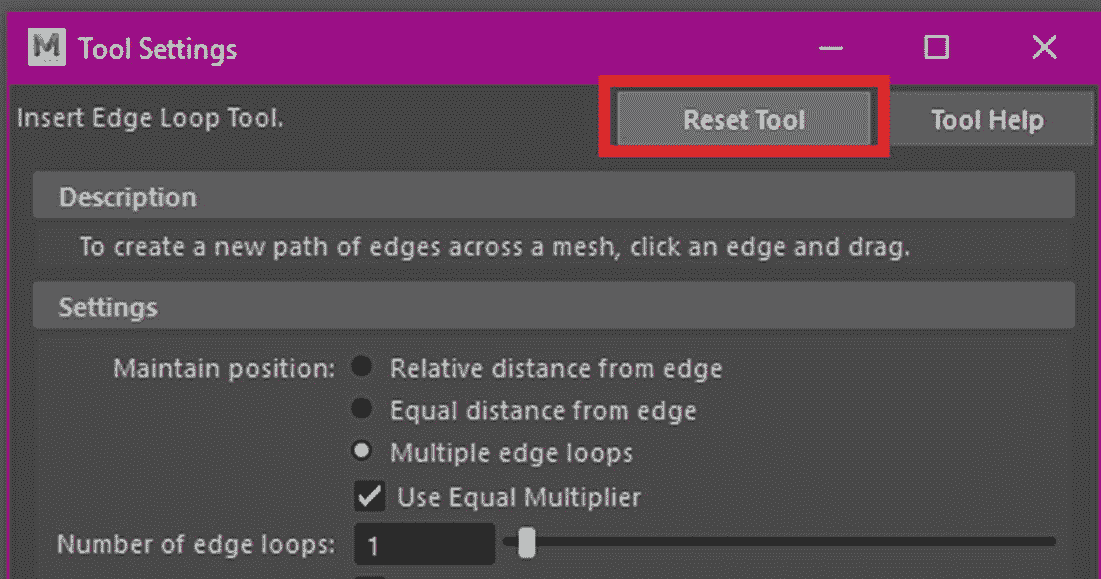 M Tool Settings
Insert Edge Loop Tool.
Reset Tool
Tool Help
Description
To create a new path of edges across a mesh, click an edge and drag.
Settings
Maintain position: Relative distance from edge
Equal distance from edge
Multiple edge loops
Use Equal Multiplier
Number of edge loops: 1